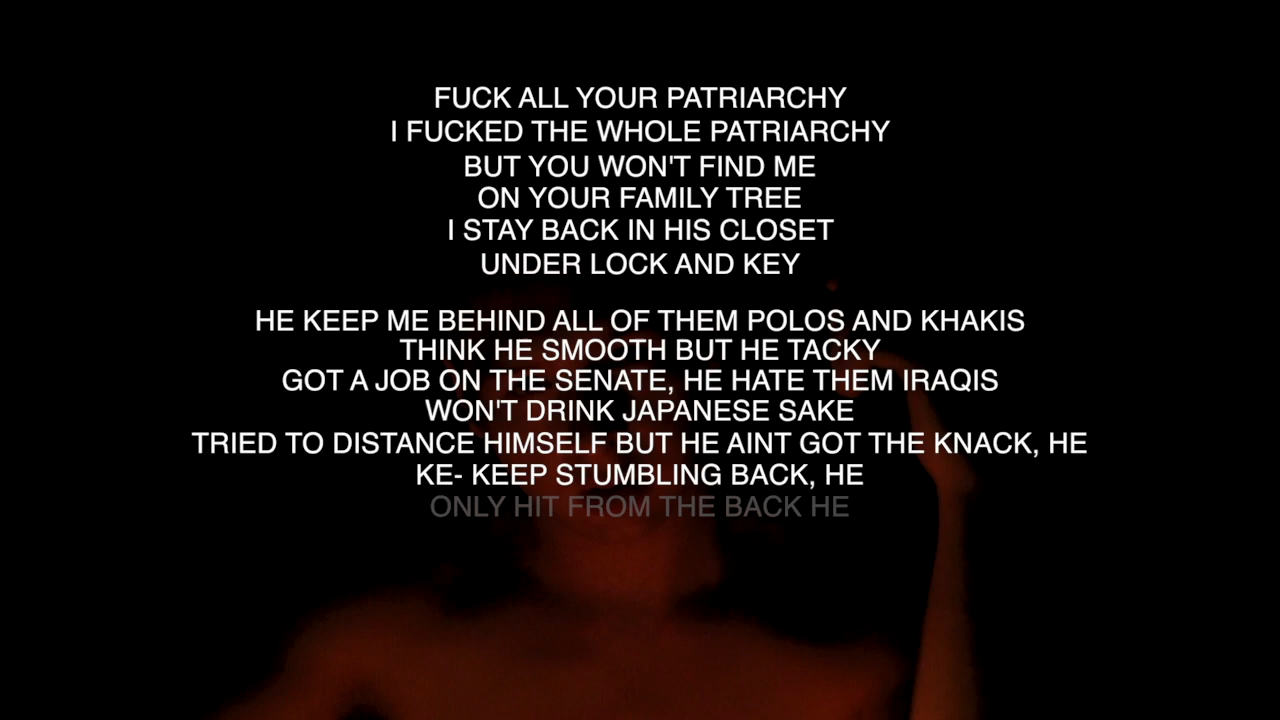 FUCK ALL YOUR PATRIARCHY
I FUCKED THE WHOLE PATRIARCHY
BUT YOU WON'T FIND ME
ON YOUR FAMILY TREE
I STAY BACK IN HIS CLOSET
UNDER LOCK AND KEY
HE KEEP ME BEHIND ALL OF THEM POLOS AND KHAKIS
THINK HE SMOOTH BUT HE TACKY
GOT A JOB ON THE SENATE, HE HATE THEM IRAQIS
WON'T DRINK JAPANESE SAKE
TRIED TO DISTANCE HIMSELF BUT HE AINT GOT THE KNACK, HE
KE- KEEP STUMBLING BACK, HE
ONLY HIT FROM THE BACK HE